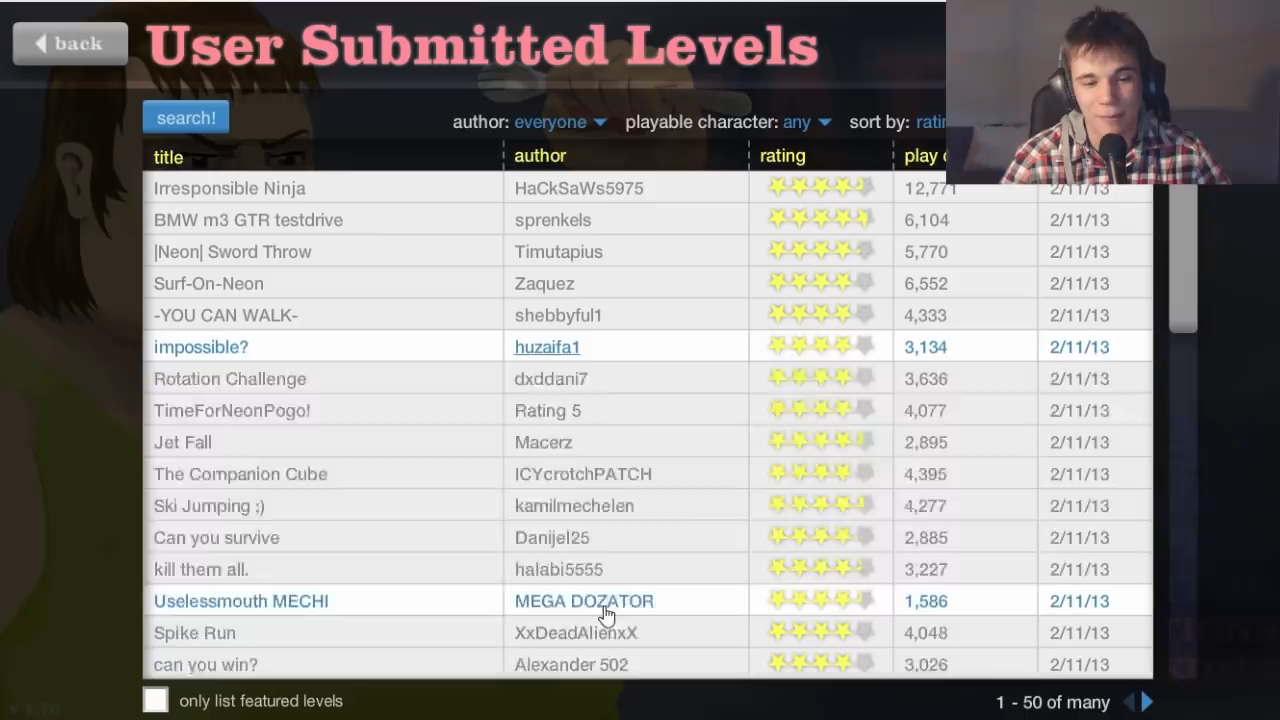 back
User Submitted Levels
search!
author: everyone playable character: any sort by:
title author rating play
Irresponsible Ninja HaCkSaWs5975 12,771 2/11/13
BMW m3 GTR testdrive sprenkels 6,104 2/11/13
|Neon| Sword Throw Timutapius 5,770 2/11/13
Surf-On-Neon Zaquez 6,552 2/11/13
-YOU CAN WALK- shebbyful1 4,333 2/11/13
impossible? huzaifa1 3,134 2/11/13
Rotation Challenge dxddani7 3,636 2/11/13
TimeForNeonPogo! Rating 5 4,077 2/11/13
Jet Fall Macerz 2,895 2/11/13
The Companion Cube ICYcrotchPATCH 4,395 2/11/13
Ski Jumping ;) kamilmechelen 4,277 2/11/13
Can you survive Danijel25 2,885 2/11/13
kill them all. halabi5555 3,227 2/11/13
Uselessmouth MECHI MEGA DOZATOR 1,586 2/11/13
Spike Run XxDeadAlienxX 4,048 2/11/13
can you win? Alexander 502 3,026 2/11/13
only list featured levels 1 - 50 of many